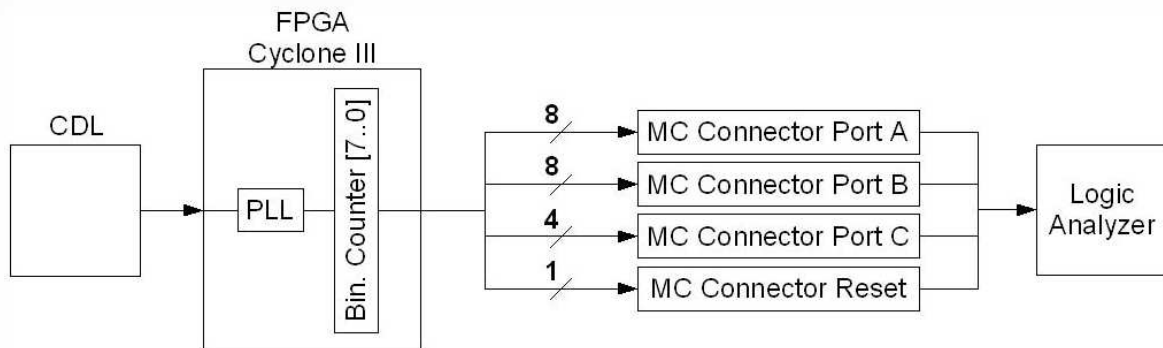 FPGA
Cyclone III
CDL
PLL
Bin. Counter [7..0]
8
MC Connector Port A
8
MC Connector Port B
4
MC Connector Port C
1
MC Connector Reset
Logic
Analyzer